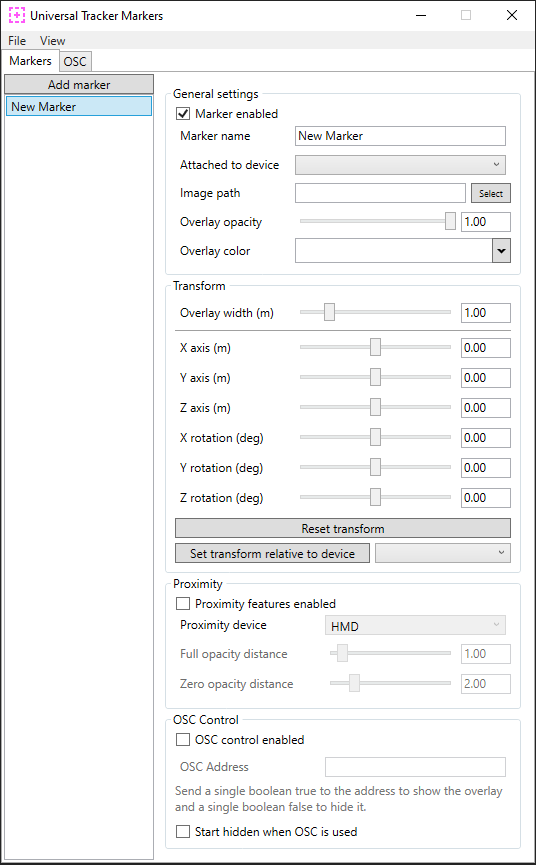 Universal Tracker Markers
File View
Markers OSC
Add marker
New Marker
General settings
Marker enabled
Marker name New Marker
Attached to device
Image path Select
Overlay opacity 1.00
Overlay color
Transform
Overlay width (m) 1.00
X axis (m) 0.00
Y axis (m) 0.00
Z axis (m) 0.00
X rotation (deg) 0.00
Y rotation (deg) 0.00
Z rotation (deg) 0.00
Reset transform
Set transform relative to device
Proximity
Proximity features enabled
Proximity device HMD
Full opacity distance 1.00
Zero opacity distance 2.00
OSC Control
OSC control enabled
OSC Address
Send a single boolean true to the address to show the overlay
and a single boolean false to hide it.
Start hidden when OSC is used